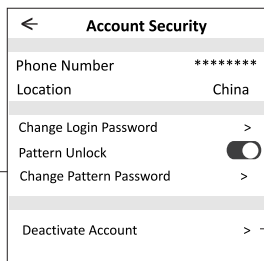 Account Security
Phone Number ********
Location China
Change Login Password >
Pattern Unlock
Change Pattern Password >
Deactivate Account >